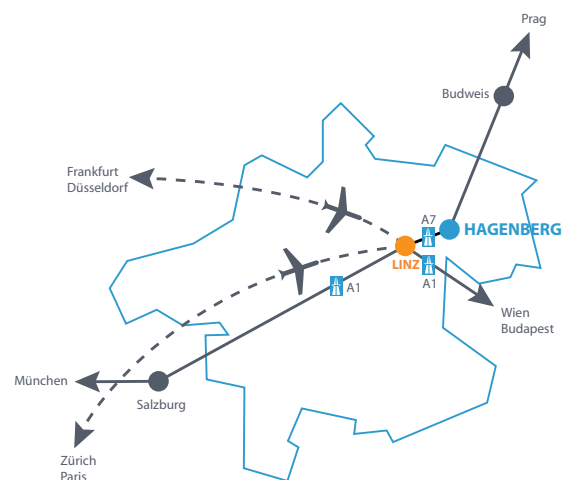 Prag
Budweis
Frankfurt
Düsseldorf
A7
HAGENBERG
LINZ
A1
A1
Wien
Budapest
München
Salzburg
Zürich
Paris